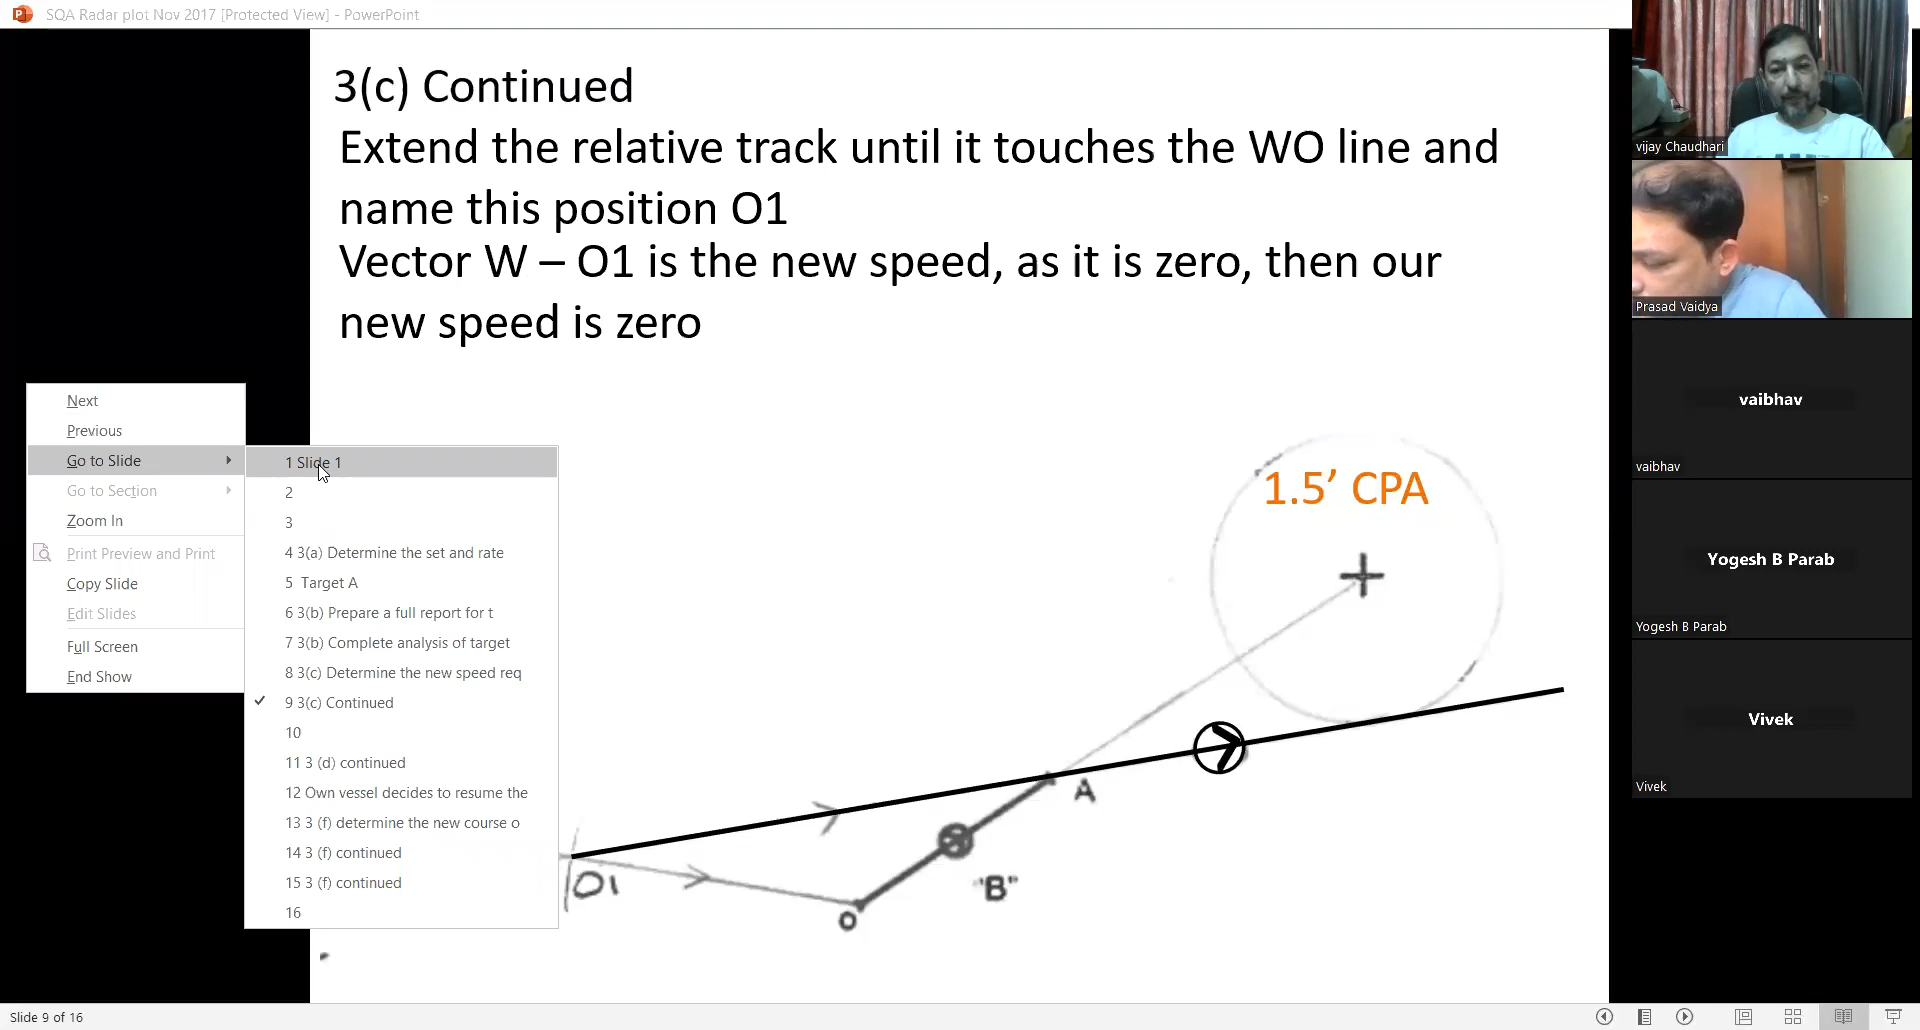 SQA Radar plot Nov 2017 [Protected View] - PowerPoint
3(c) Continued
Extend the relative track until it touches the WO line and
name this position O1
Vector W – O1 is the new speed, as it is zero, then our
new speed is zero
1.5’ CPA
A
"B"
O
O1
Next
Previous
Go to Slide
Go to Section
Zoom In
Print Preview and Print
Copy Slide
Edit Slides
Full Screen
End Show
1 Slide 1
2
3
4 3(a) Determine the set and rate
5 Target A
6 3(b) Prepare a full report for t
7 3(b) Complete analysis of target
8 3(c) Determine the new speed req
9 3(c) Continued
10
11 3 (d) continued
12 Own vessel decides to resume the
13 3 (f) determine the new course o
14 3 (f) continued
15 3 (f) continued
16
vijay Chaudhari
Prasad Vaidya
vaibhav
vaibhav
Yogesh B Parab
Yogesh B Parab
Vivek
Vivek
Slide 9 of 16